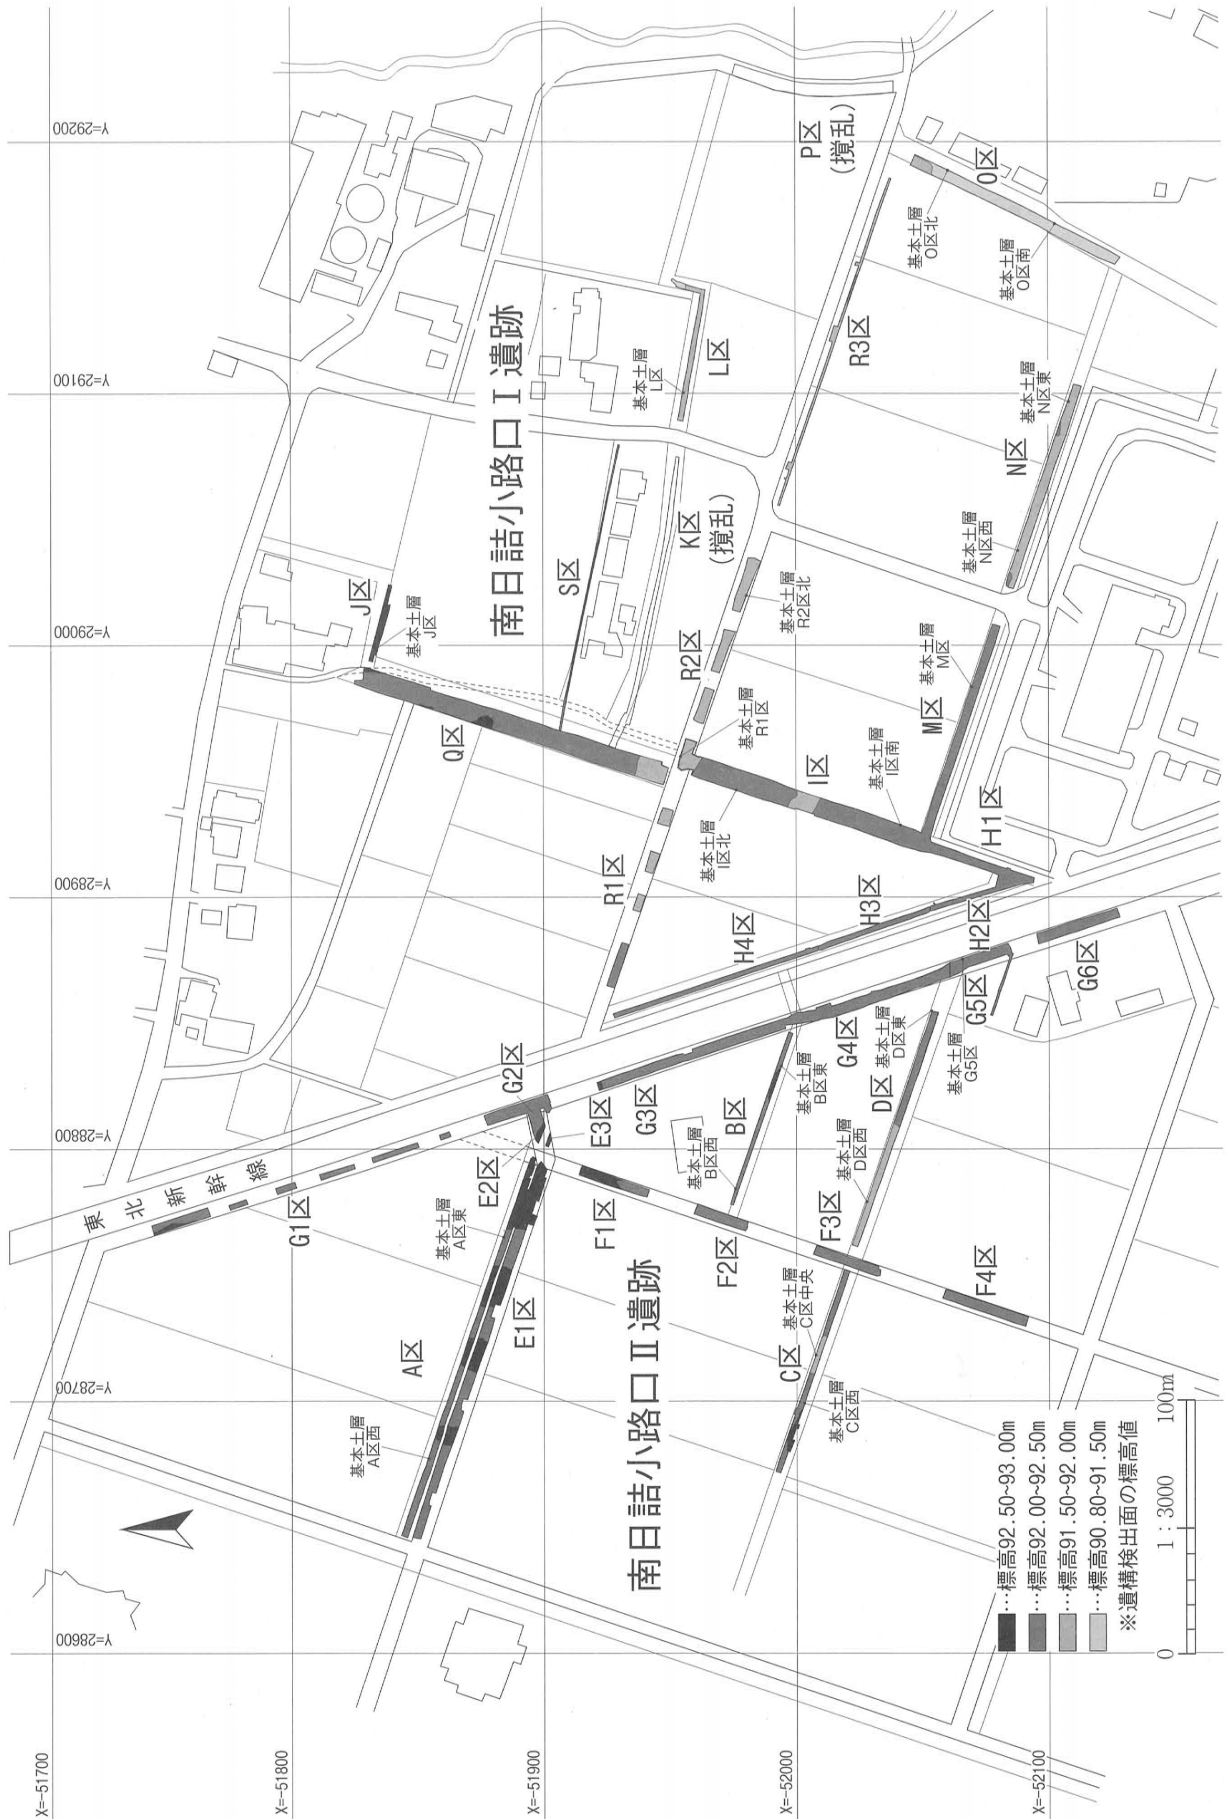 Y=29200
Y=29100
Y=29000
Y=28900
Y=28800
Y=28700
Y=28600
X=-51700
X=-51800
X=-51900
X=-52000
X=-52100
南日詰小路口Ⅰ遺跡
南日詰小路口Ⅱ遺跡
東北新幹線
P区
(撹乱)
O区
基本土層
O区北
基本土層
O区南
R3区
L区
基本土層
L区
N区
基本土層
N区東
基本土層
N区西
K区
(撹乱)
S区
J区
基本土層
J区
Q区
R2区
基本土層
R2区北
基本土層
R1区
R1区
I区
基本土層
I区北
基本土層
I区南
M区
基本土層
M区
H1区
H2区
H3区
H4区
G1区
G2区
G3区
G4区
G5区
基本土層
G5区
G6区
E1区
E2区
E3区
A区
基本土層
A区東
基本土層
A区西
B区
基本土層
B区東
基本土層
B区西
D区
基本土層
D区東
基本土層
D区西
F1区
F2区
F3区
F4区
C区
基本土層
C区中央
基本土層
C区西
…標高92.50~93.00m
…標高92.00~92.50m
…標高91.50~92.00m
…標高90.80~91.50m
※遺構検出面の標高値
0 1：3000 100m